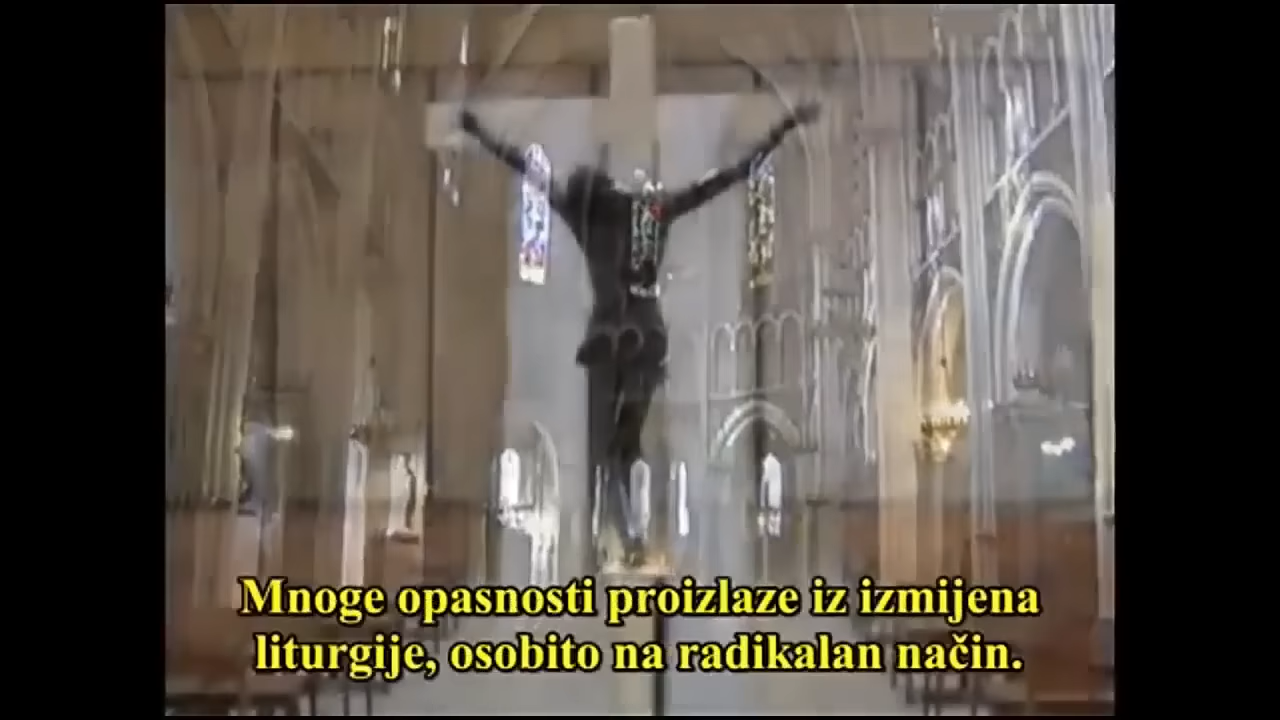 Mnoge opasnosti proizlaze iz izmijena
liturgije, osobito na radikalan način.